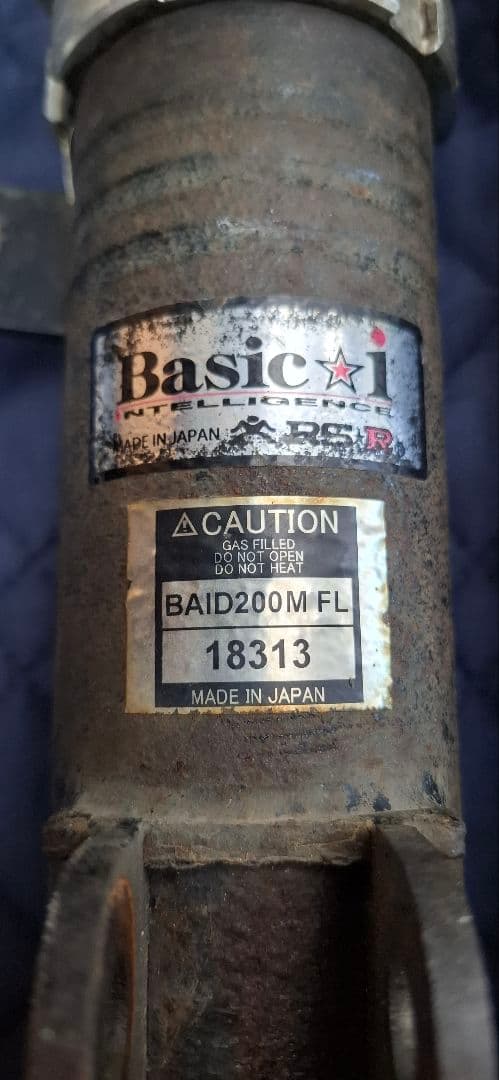 Basic☆i
INTELLIGENCE
MADE IN JAPAN RS★R
⚠CAUTION
GAS FILLED
DO NOT OPEN
DO NOT HEAT
BAID200M FL
18313
MADE IN JAPAN